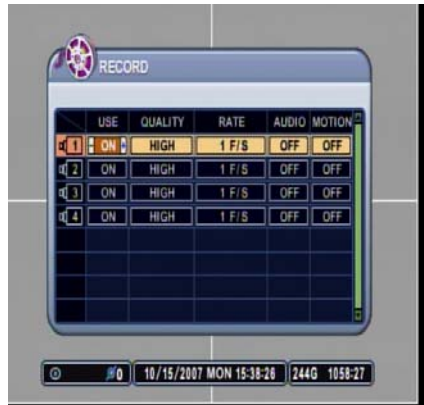 RECORD
USE QUALITY RATE AUDIO MOTION
1 - ON + HIGH 1 F/S OFF OFF
2 ON HIGH 1 F/S OFF OFF
3 ON HIGH 1 F/S OFF OFF
4 ON HIGH 1 F/S OFF OFF
0 10/15/2007 MON 15:38:26 244G 1058:27